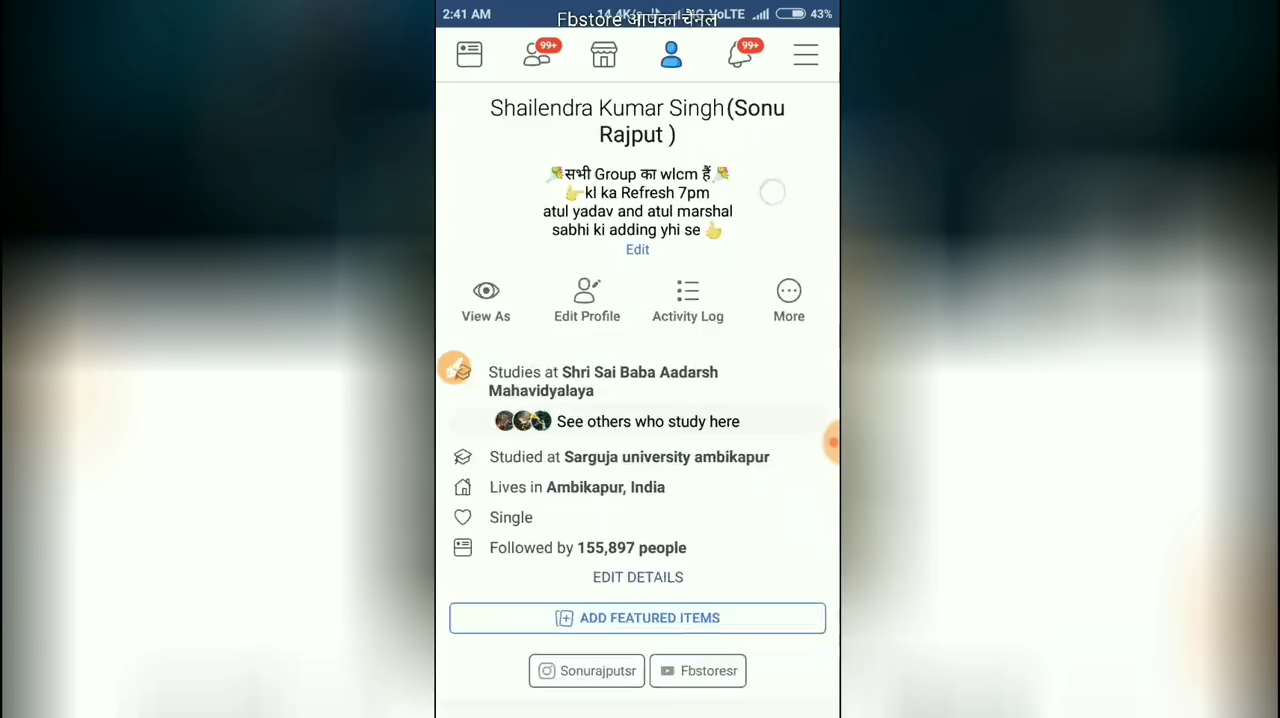 2:41 AM
14.4K/s 4G VoLTE 43%
Fbstore आपका चैनल
99+
99+
Shailendra Kumar Singh(Sonu
Rajput )
सभी Group का wlcm हैं
kl ka Refresh 7pm
atul yadav and atul marshal
sabhi ki adding yhi se
Edit
View As
Edit Profile
Activity Log
More
Studies at Shri Sai Baba Aadarsh
Mahavidyalaya
See others who study here
Studied at Sarguja university ambikapur
Lives in Ambikapur, India
Single
Followed by 155,897 people
EDIT DETAILS
ADD FEATURED ITEMS
Sonurajputsr
Fbstoresr